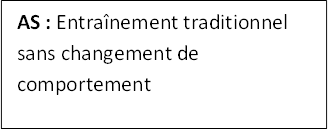 AS : Entraînement traditionnel
sans changement de
comportement